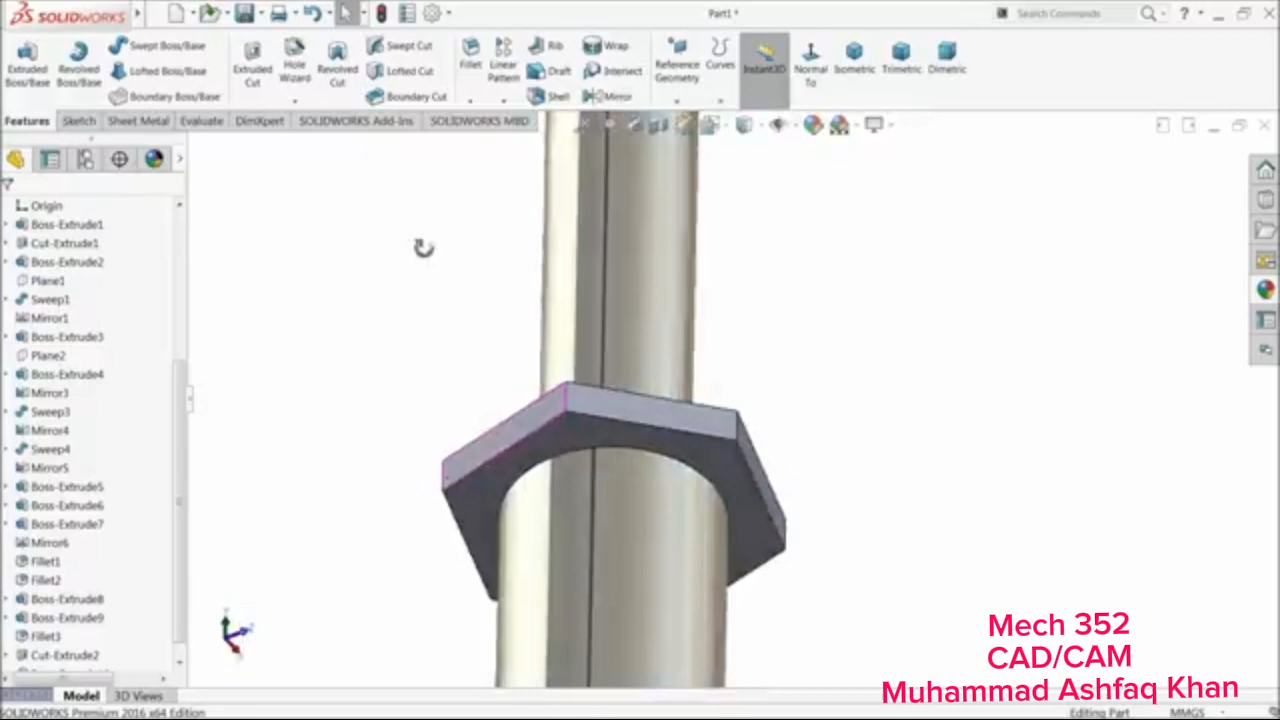 SOLIDWORKS
Part1 *
Search Commands
Extruded Boss/Base
Revolved Boss/Base
Swept Boss/Base
Lofted Boss/Base
Boundary Boss/Base
Extruded Cut
Hole Wizard
Revolved Cut
Swept Cut
Lofted Cut
Boundary Cut
Fillet
Linear Pattern
Rib
Draft
Shell
Wrap
Intersect
Mirror
Reference Geometry
Curves
Instant3D
Normal To
Isometric
Trimetric
Dimetric
Features
Sketch
Sheet Metal
Evaluate
DimXpert
SOLIDWORKS Add-Ins
SOLIDWORKS MBD
Origin
Boss-Extrude1
Cut-Extrude1
Boss-Extrude2
Plane1
Sweep1
Mirror1
Boss-Extrude3
Plane2
Boss-Extrude4
Mirror3
Sweep3
Mirror4
Sweep4
Mirror5
Boss-Extrude5
Boss-Extrude6
Boss-Extrude7
Mirror6
Fillet1
Fillet2
Boss-Extrude8
Boss-Extrude9
Fillet3
Cut-Extrude2
Model
3D Views
SOLIDWORKS Premium 2016 x64 Edition
Editing Part
MMGS
Mech 352
CAD/CAM
Muhammad Ashfaq Khan